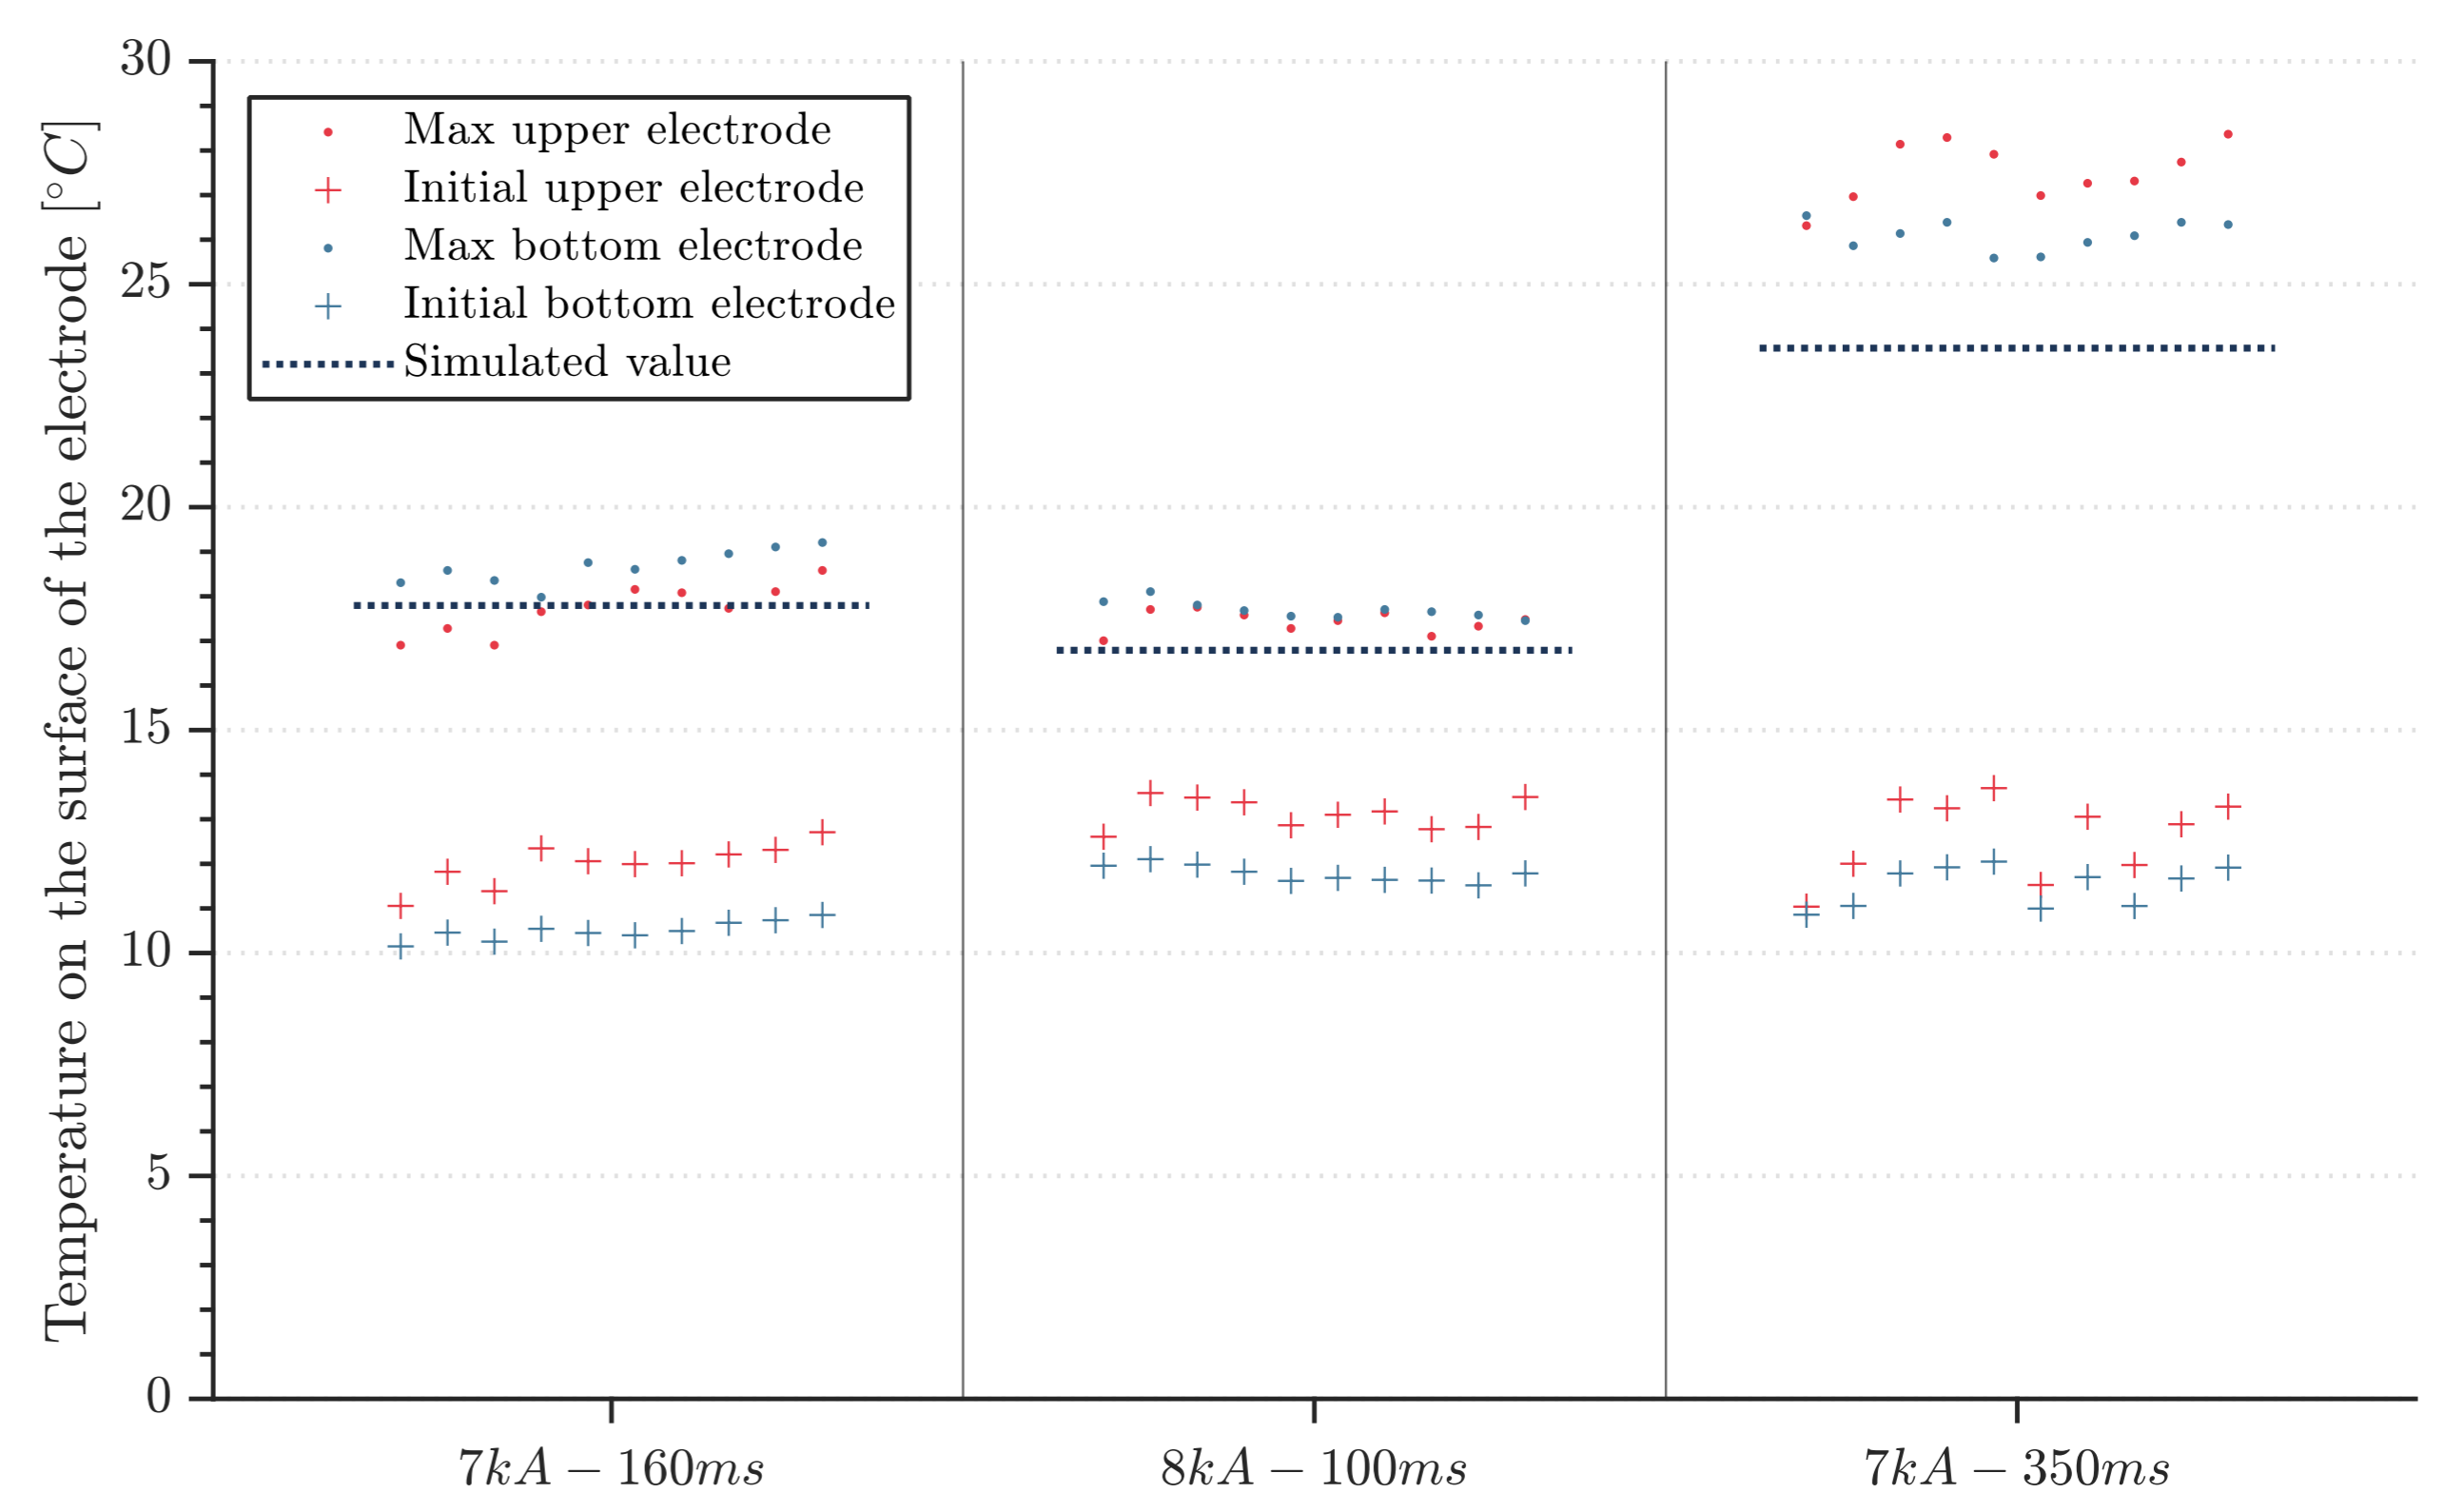 30
25
20
15
10
5
0
Temperature on the surface of the electrode [°C]
Max upper electrode
Initial upper electrode
Max bottom electrode
Initial bottom electrode
Simulated value
7kA − 160ms
8kA − 100ms
7kA − 350ms